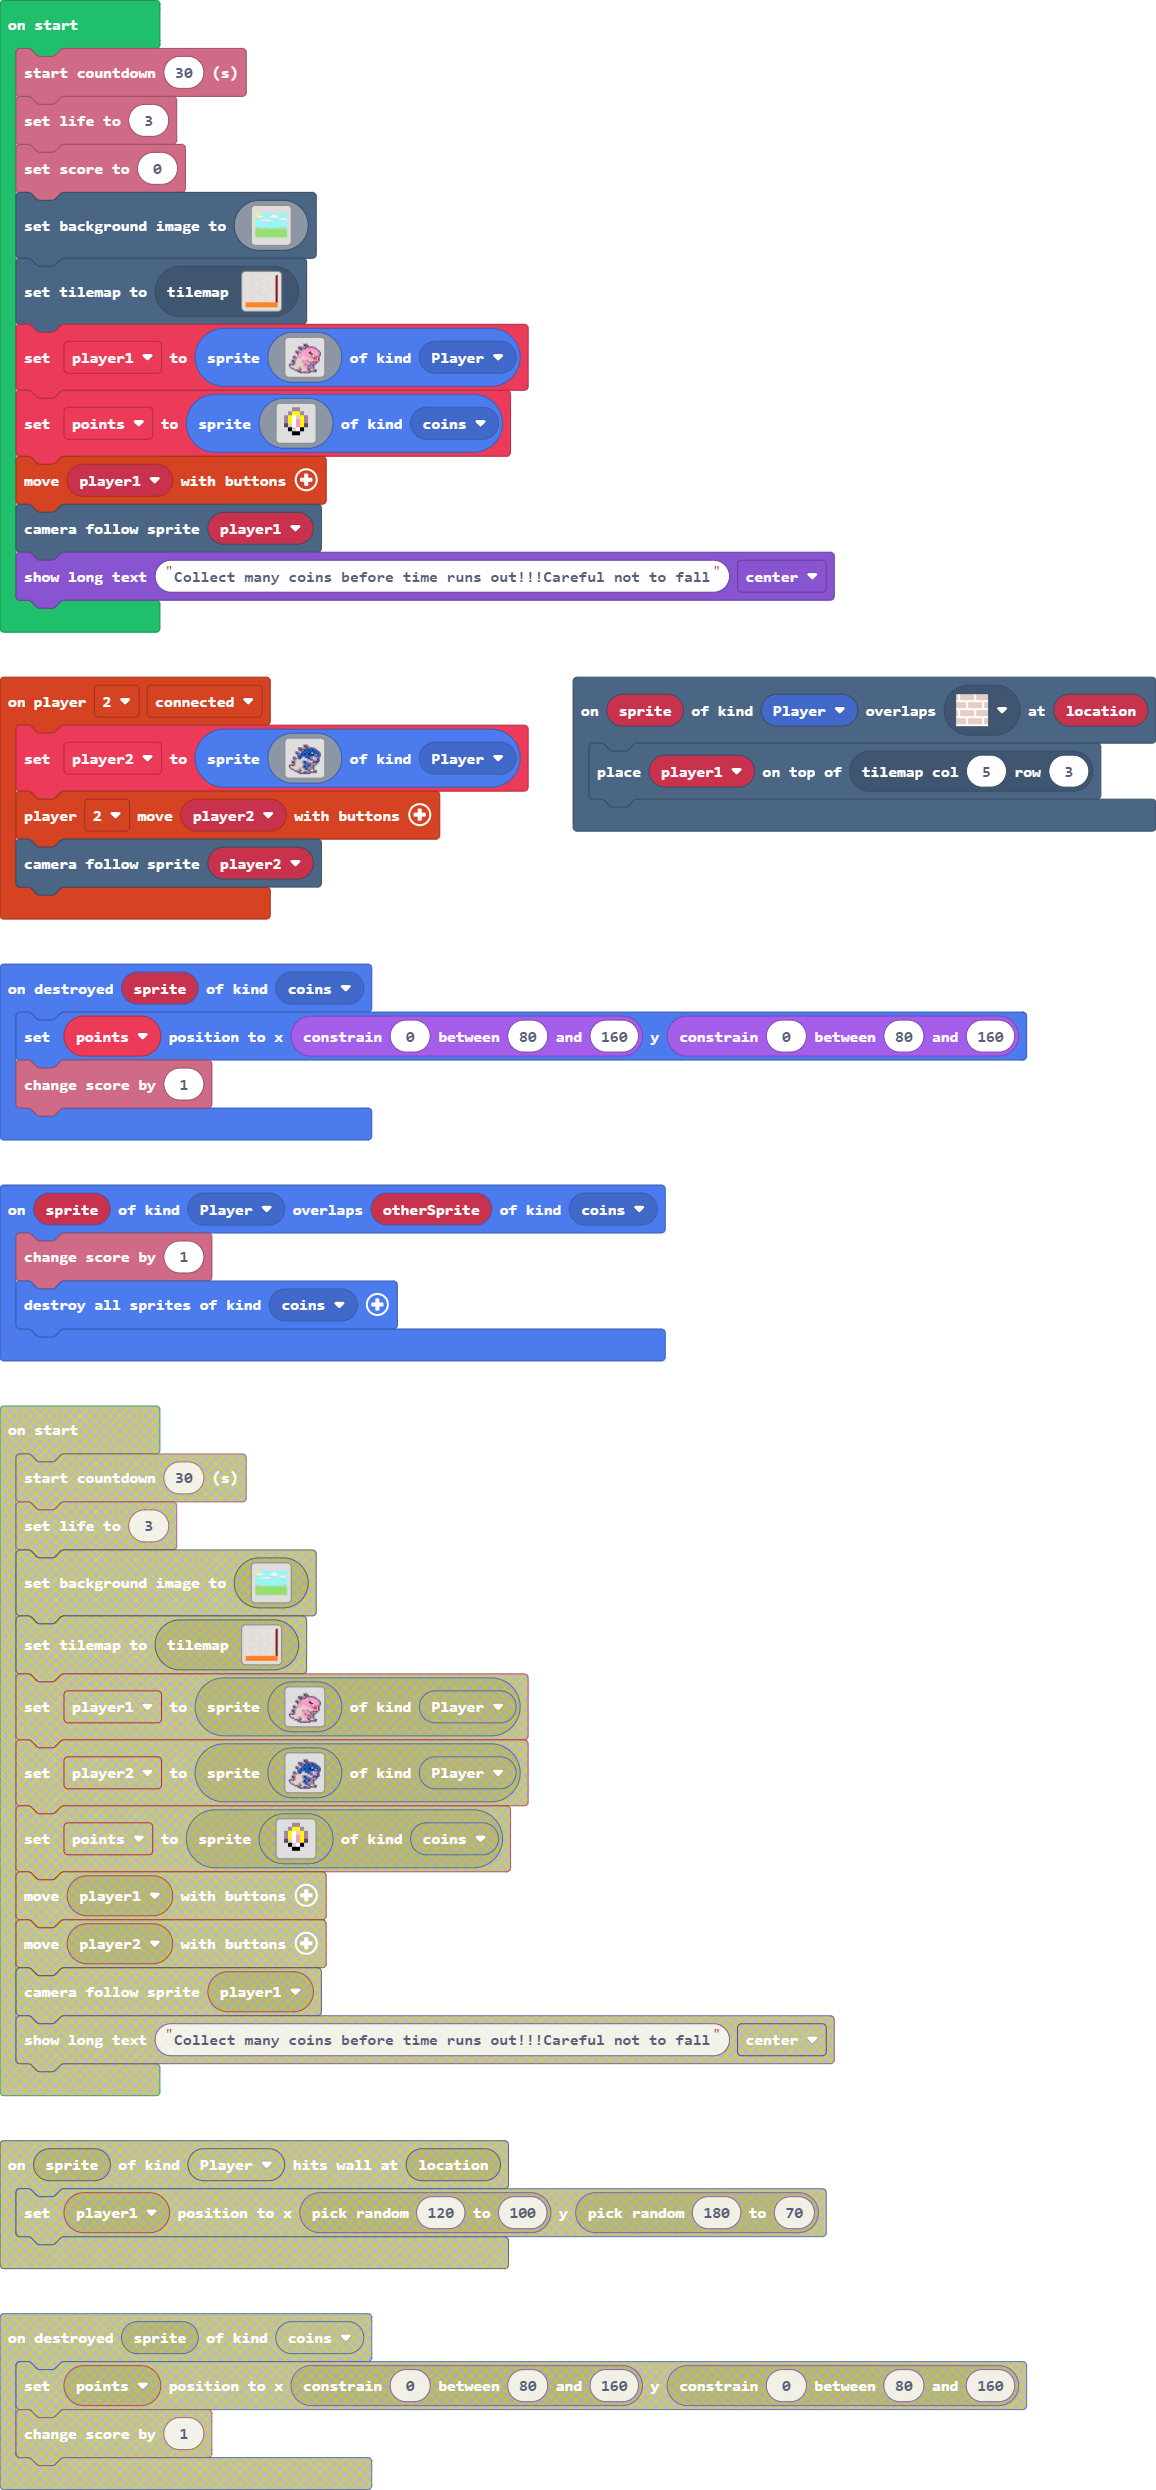 on start
start countdown 30 (s)
set life to 3
set score to 0
set background image to
set tilemap to tilemap
set player1 to sprite of kind Player
set points to sprite of kind coins
move player1 with buttons
camera follow sprite player1
show long text "Collect many coins before time runs out!!!Careful not to fall" center
on player 2 connected
set player2 to sprite of kind Player
player 2 move player2 with buttons
camera follow sprite player2
on sprite of kind Player overlaps at location
place player1 on top of tilemap col 5 row 3
on destroyed sprite of kind coins
set points position to x constrain 0 between 80 and 160 y constrain 0 between 80 and 160
change score by 1
on sprite of kind Player overlaps otherSprite of kind coins
change score by 1
destroy all sprites of kind coins
on start
start countdown 30 (s)
set life to 3
set background image to
set tilemap to tilemap
set player1 to sprite of kind Player
set player2 to sprite of kind Player
set points to sprite of kind coins
move player1 with buttons
move player2 with buttons
camera follow sprite player1
show long text "Collect many coins before time runs out!!!Careful not to fall" center
on sprite of kind Player hits wall at location
set player1 position to x pick random 120 to 100 y pick random 180 to 70
on destroyed sprite of kind coins
set points position to x constrain 0 between 80 and 160 y constrain 0 between 80 and 160
change score by 1